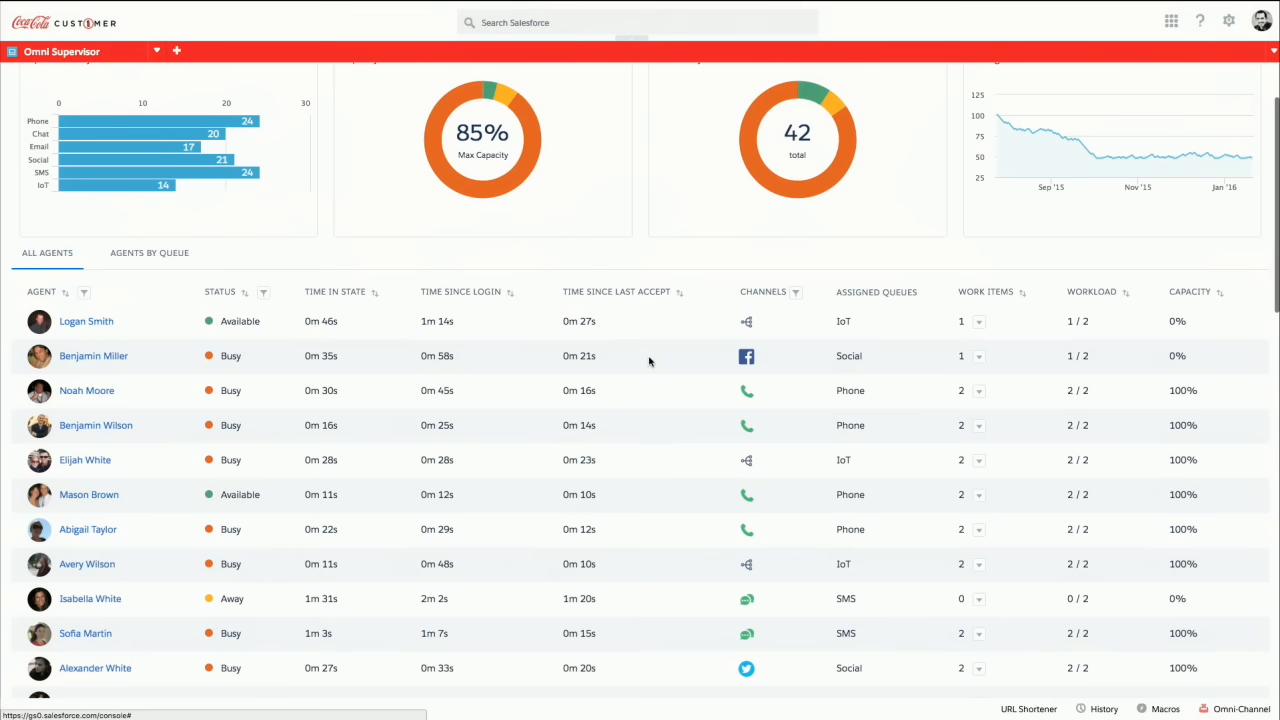 Coca-Cola CUSTOMER
Search Salesforce
Omni Supervisor
0 10 20 30
Phone 24
Chat 20
Email 17
Social 21
SMS 24
IoT 14
85%
Max Capacity
42
total
125
100
75
50
25
Sep '15 Nov '15 Jan '16
ALL AGENTS AGENTS BY QUEUE
AGENT STATUS TIME IN STATE TIME SINCE LOGIN TIME SINCE LAST ACCEPT CHANNELS ASSIGNED QUEUES WORK ITEMS WORKLOAD CAPACITY
Logan Smith Available 0m 46s 1m 14s 0m 27s IoT 1 1 / 2 0%
Benjamin Miller Busy 0m 35s 0m 58s 0m 21s Social 1 1 / 2 0%
Noah Moore Busy 0m 30s 0m 45s 0m 16s Phone 2 2 / 2 100%
Benjamin Wilson Busy 0m 16s 0m 25s 0m 14s Phone 2 2 / 2 100%
Elijah White Busy 0m 28s 0m 28s 0m 23s IoT 2 2 / 2 100%
Mason Brown Available 0m 11s 0m 12s 0m 10s Phone 2 2 / 2 100%
Abigail Taylor Busy 0m 22s 0m 29s 0m 12s Phone 2 2 / 2 100%
Avery Wilson Busy 0m 11s 0m 48s 0m 10s IoT 2 2 / 2 100%
Isabella White Away 1m 31s 2m 2s 1m 20s SMS 0 0 / 2 0%
Sofia Martin Busy 1m 3s 1m 7s 0m 15s SMS 2 2 / 2 100%
Alexander White Busy 0m 27s 0m 33s 0m 20s Social 2 2 / 2 100%
URL Shortener History Macros Omni-Channel
https://gs0.salesforce.com/console#